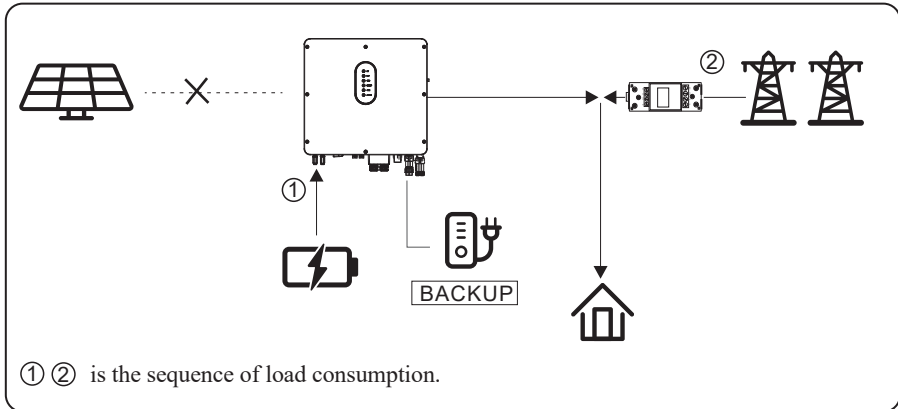 ②
①
BACKUP
① ② is the sequence of load consumption.